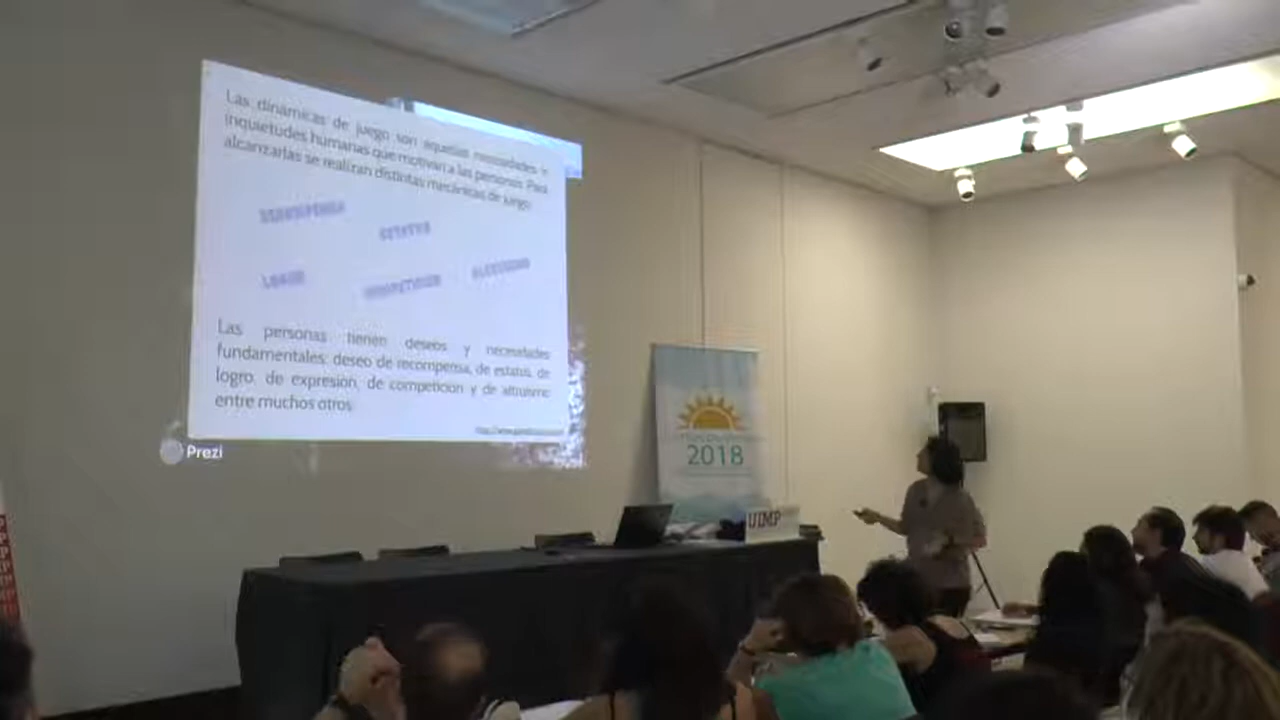 Las dinámicas de juego son aquellas necesidades e
inquietudes humanas que motivan a las personas. Para
alcanzarlas se realizan distintas mecánicas de juego:
RECOMPENSA
ESTATUS
LOGRO
COMPETICIÓN
ALTRUISMO
Las personas tienen deseos y necesidades
fundamentales: deseo de recompensa, de estatus, de
logro, de expresión, de competición y de altruismo
entre muchos otros.
Prezi
2018
UIMP